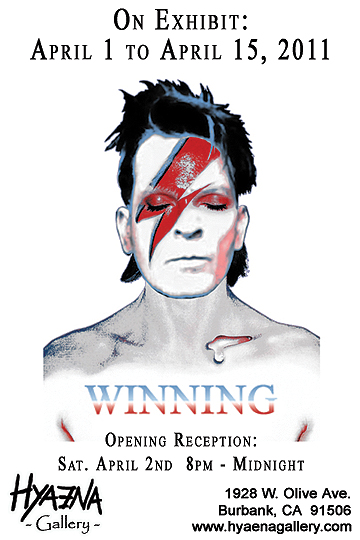 On Exhibit:
April 1 to April 15, 2011
WINNING
Opening Reception:
Sat. April 2nd 8pm - Midnight
HYAENA
- Gallery -
1928 W. Olive Ave.
Burbank, CA 91506
www.hyaenagallery.com